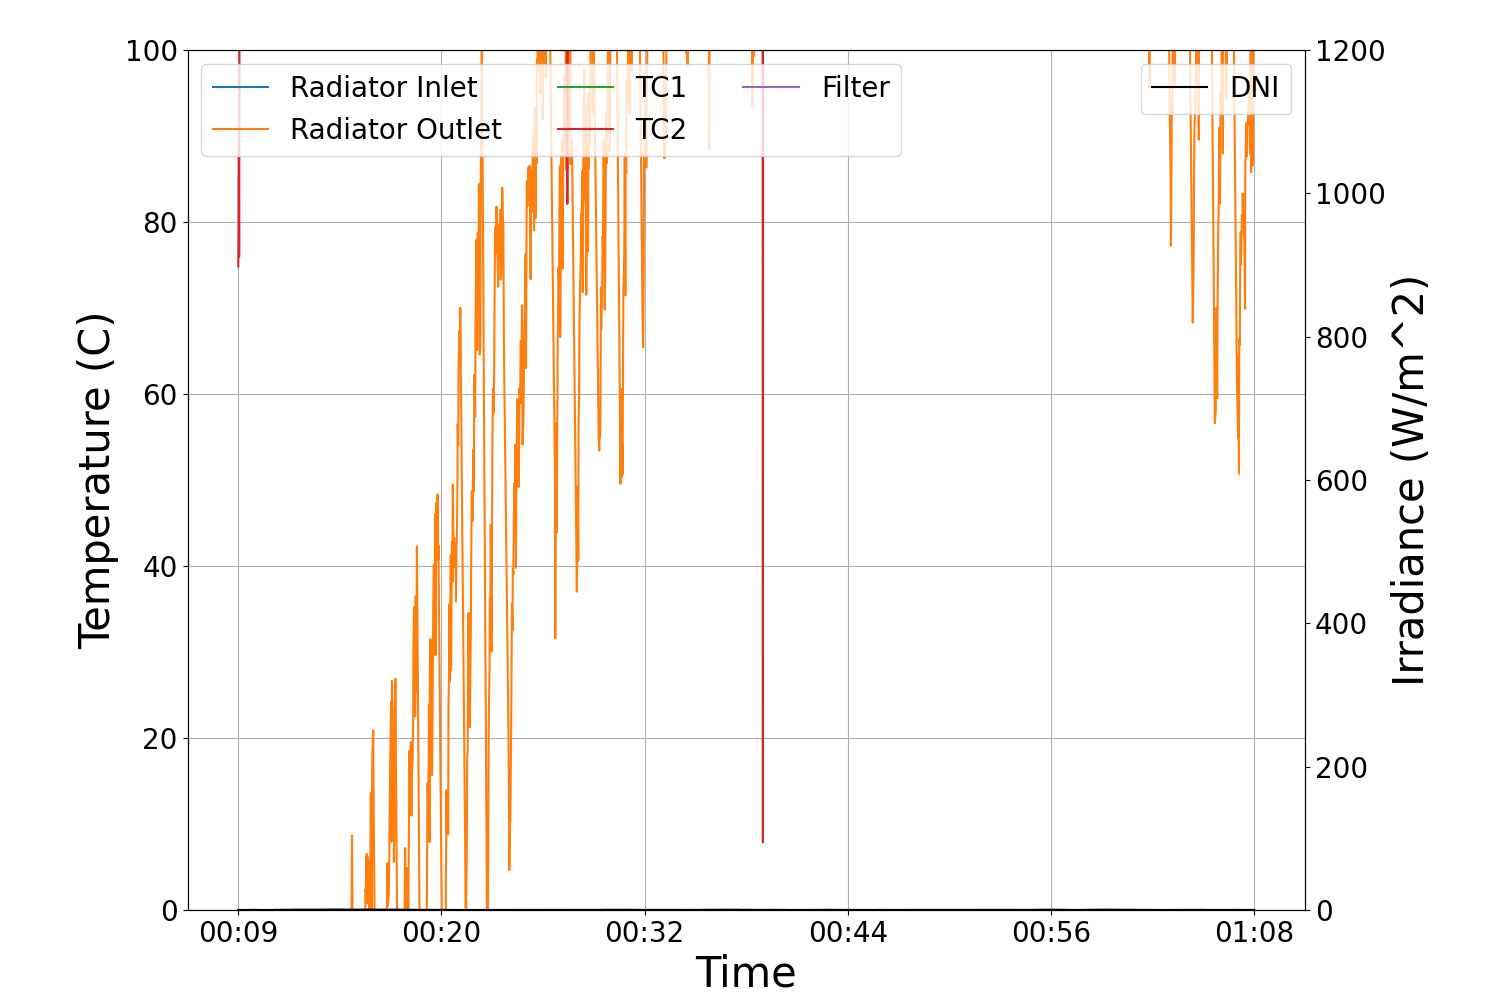 100
80
60
40
20
0
Temperature (C)
Radiator Inlet
Radiator Outlet
TC1
TC2
Filter
DNI
1200
1000
800
600
400
200
0
Irradiance (W/m^2)
00:09
00:20
00:32
00:44
00:56
01:08
Time